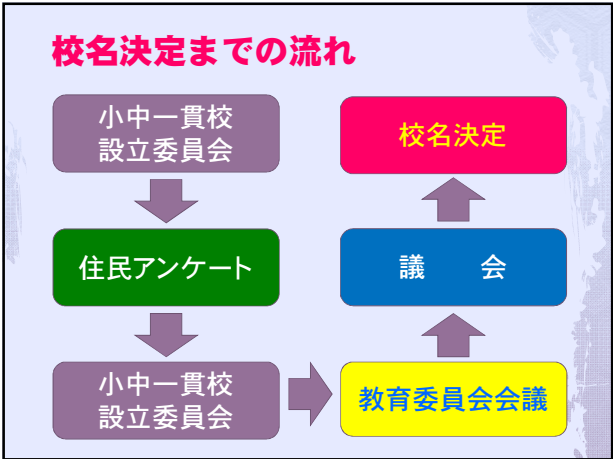 校名決定までの流れ
小中一貫校
設立委員会
住民アンケート
小中一貫校
設立委員会
教育委員会会議
議　会
校名決定